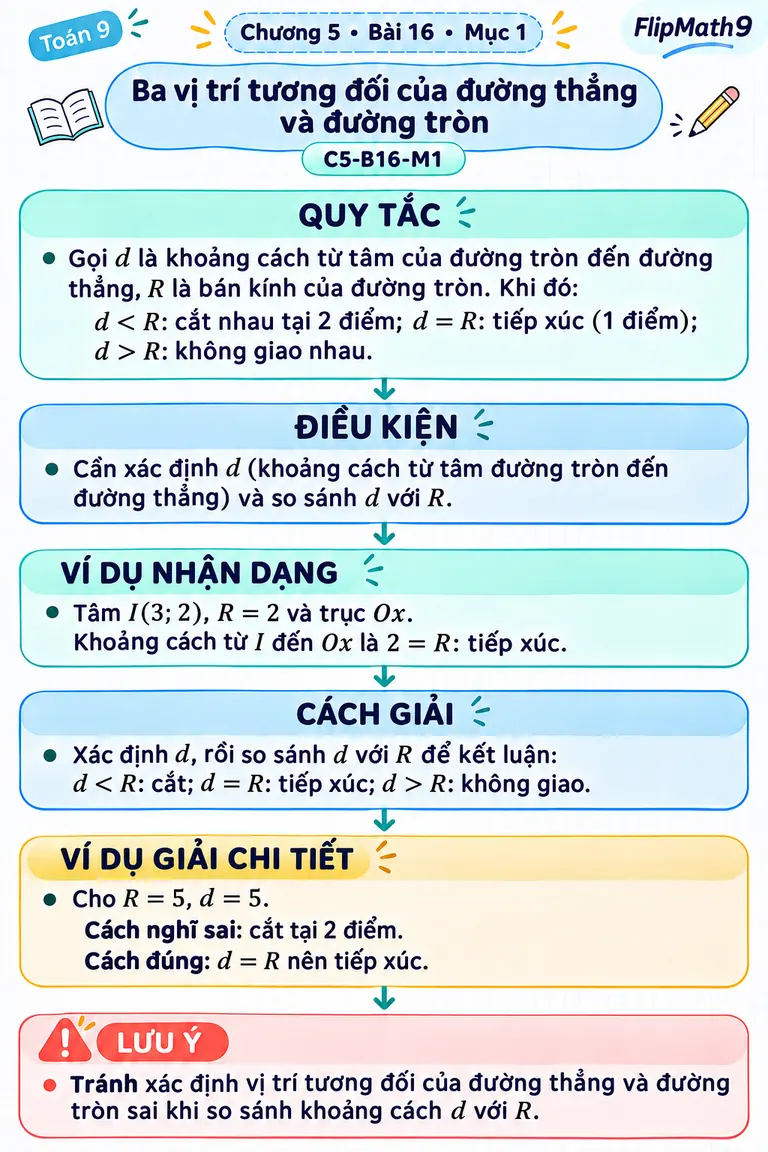 Toán 9
Chương 5 • Bài 16 • Mục 1
FlipMath9
Ba vị trí tương đối của đường thẳng
và đường tròn
C5-B16-M1
QUY TẮC
• Gọi d là khoảng cách từ tâm của đường tròn đến đường
thẳng, R là bán kính của đường tròn. Khi đó:
d < R: cắt nhau tại 2 điểm; d = R: tiếp xúc (1 điểm);
d > R: không giao nhau.
ĐIỀU KIỆN
• Cần xác định d (khoảng cách từ tâm đường tròn đến
đường thẳng) và so sánh d với R.
VÍ DỤ NHẬN DẠNG
• Tâm I(3; 2), R = 2 và trục Ox.
Khoảng cách từ I đến Ox là 2 = R: tiếp xúc.
CÁCH GIẢI
• Xác định d, rồi so sánh d với R để kết luận:
d < R: cắt; d = R: tiếp xúc; d > R: không giao.
VÍ DỤ GIẢI CHI TIẾT
• Cho R = 5, d = 5.
Cách nghĩ sai: cắt tại 2 điểm.
Cách đúng: d = R nên tiếp xúc.
LƯU Ý
• Tránh xác định vị trí tương đối của đường thẳng và đường
tròn sai khi so sánh khoảng cách d với R.